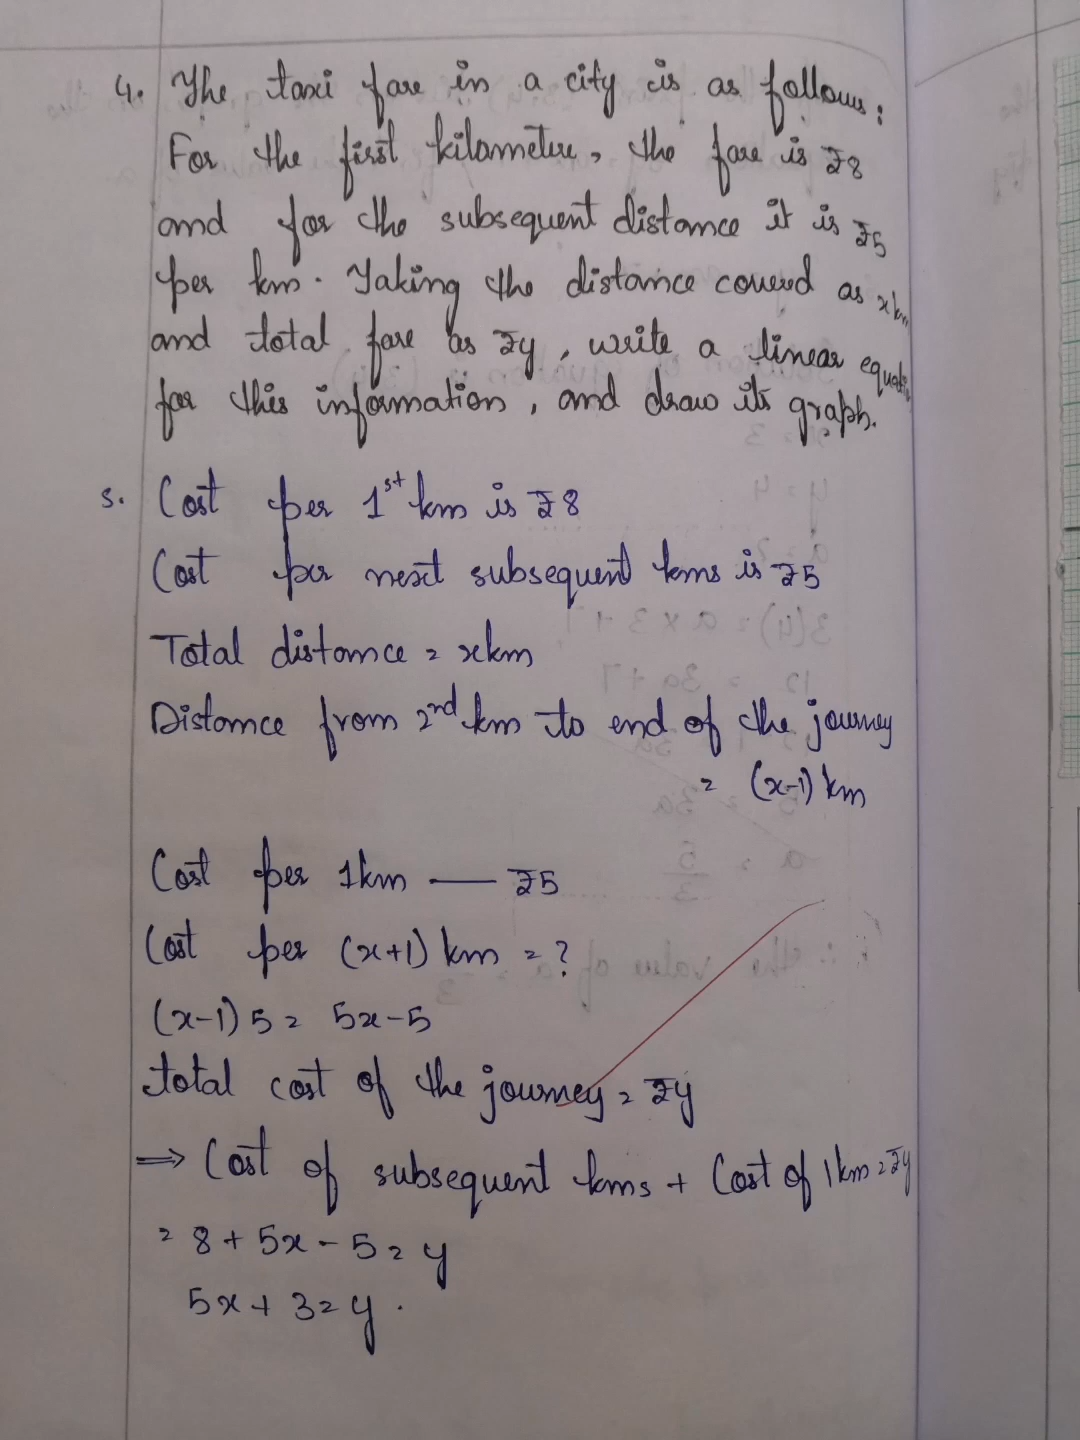 4. The taxi fare in a city is as follows:
For the first kilometre, the fare is ₹8
and for the subsequent distance it is ₹5
per km. Taking the distance covered as x km
and total fare as ₹y, write a linear equation
for this information, and draw its graph.
s. Cost per 1st km is ₹8
Cost per next subsequent kms is ₹5
Total distance = x km
Distance from 2nd km to end of the journey
= (x-1) km
Cost per 1km — ₹5
Cost per (x+1) km = ?
(x-1) 5 = 5x-5
total cost of the journey = ₹y
⇒ Cost of subsequent kms + Cost of 1km = ₹y
= 8 + 5x - 5 = y
5x + 3 = y.